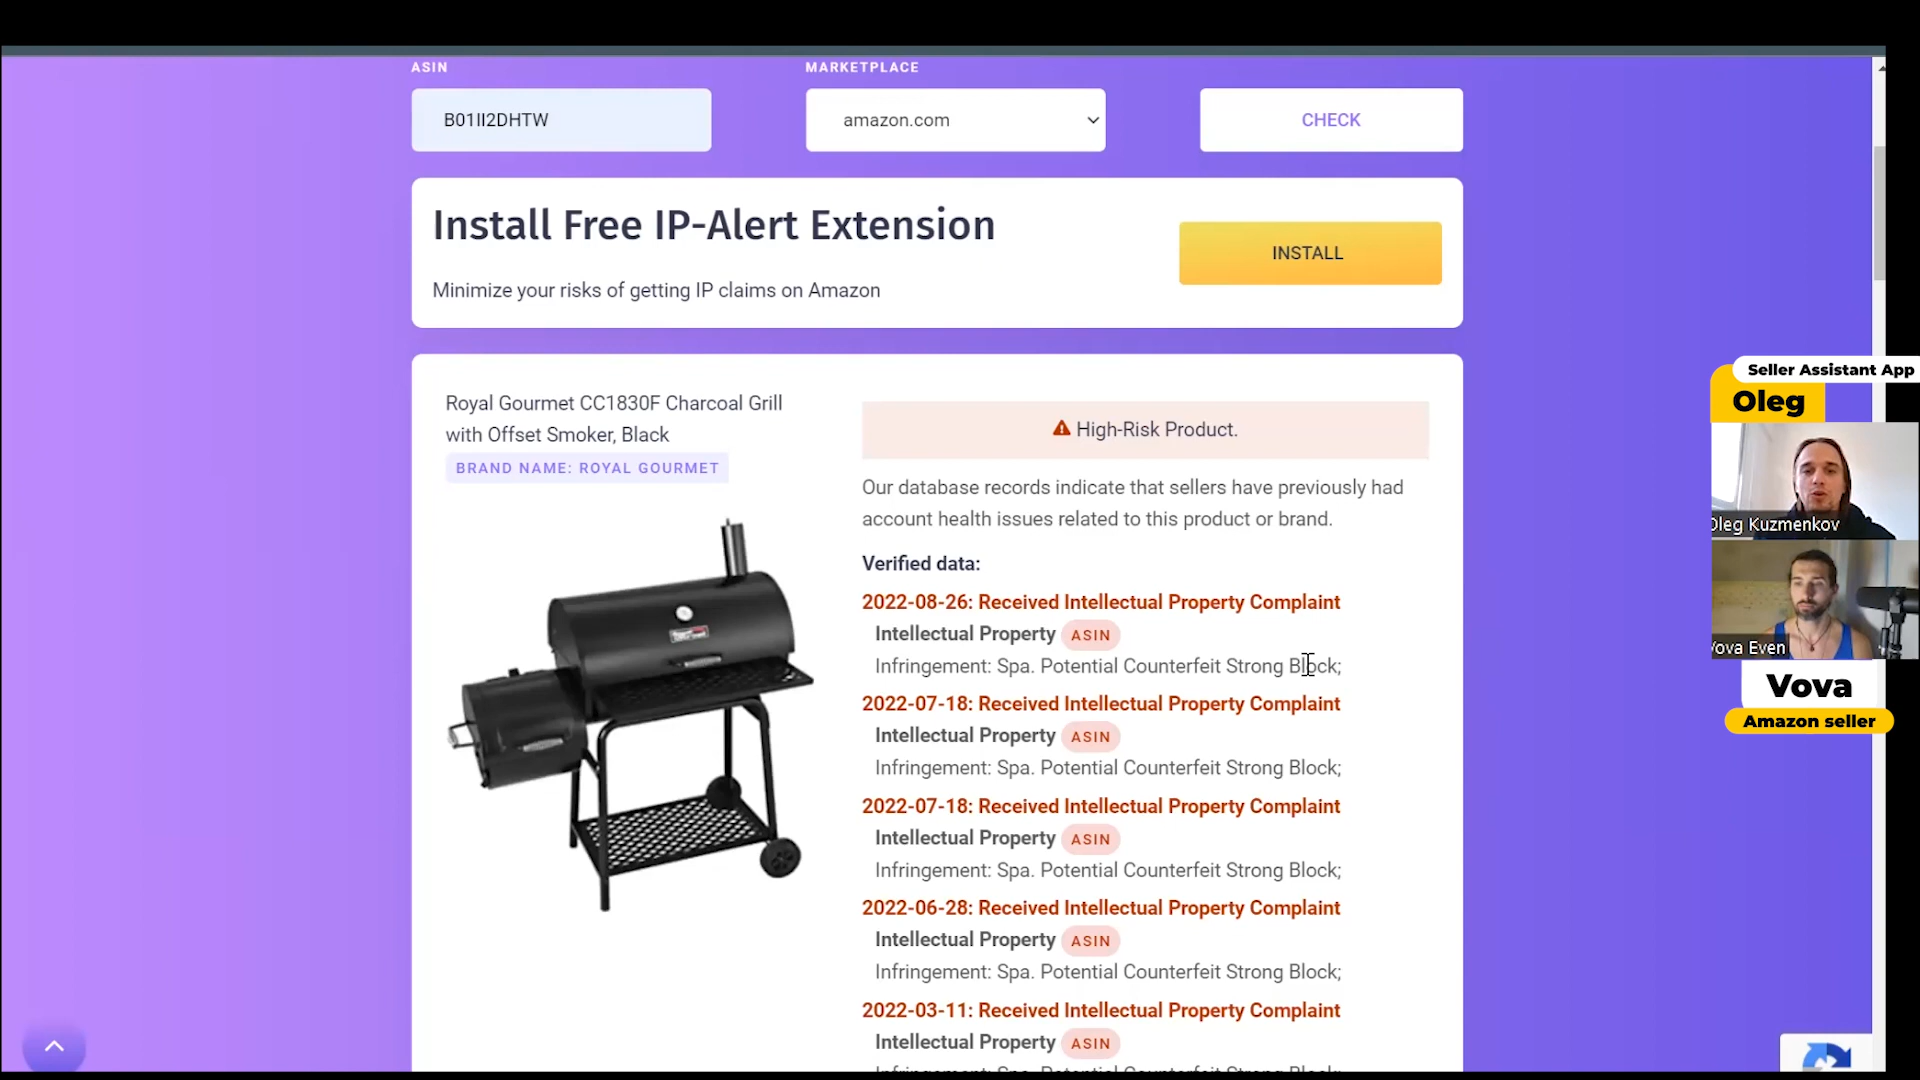 ASIN
MARKETPLACE
B01II2DHTW
amazon.com
CHECK
Install Free IP-Alert Extension
Minimize your risks of getting IP claims on Amazon
INSTALL
Royal Gourmet CC1830F Charcoal Grill
with Offset Smoker, Black
BRAND NAME: ROYAL GOURMET
High-Risk Product.
Our database records indicate that sellers have previously had
account health issues related to this product or brand.
Verified data:
2022-08-26: Received Intellectual Property Complaint
Intellectual Property ASIN
Infringement: Spa. Potential Counterfeit Strong Block;
2022-07-18: Received Intellectual Property Complaint
Intellectual Property ASIN
Infringement: Spa. Potential Counterfeit Strong Block;
2022-07-18: Received Intellectual Property Complaint
Intellectual Property ASIN
Infringement: Spa. Potential Counterfeit Strong Block;
2022-06-28: Received Intellectual Property Complaint
Intellectual Property ASIN
Infringement: Spa. Potential Counterfeit Strong Block;
2022-03-11: Received Intellectual Property Complaint
Intellectual Property ASIN
Infringement: Spa. Potential Counterfeit Strong Block;
Seller Assistant App
Oleg
Oleg Kuzmenkov
Vova Even
Vova
Amazon seller